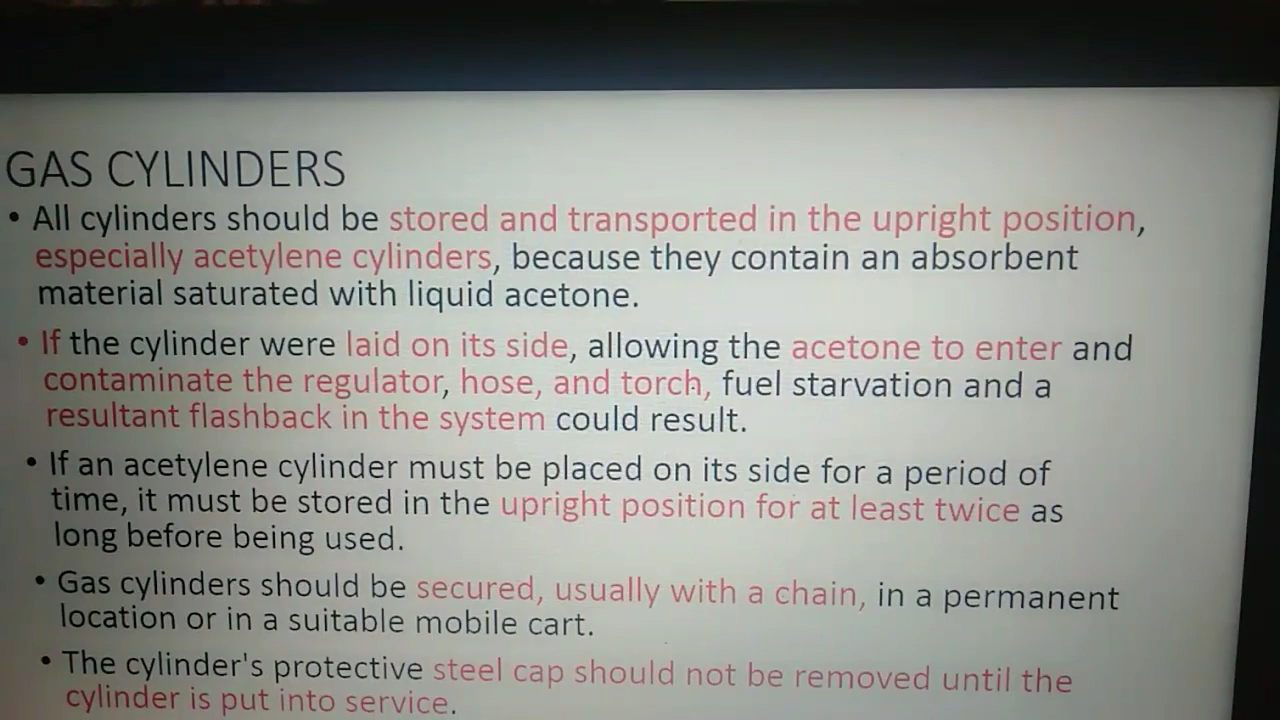 GAS CYLINDERS
• All cylinders should be stored and transported in the upright position,
especially acetylene cylinders, because they contain an absorbent
material saturated with liquid acetone.
• If the cylinder were laid on its side, allowing the acetone to enter and
contaminate the regulator, hose, and torch, fuel starvation and a
resultant flashback in the system could result.
• If an acetylene cylinder must be placed on its side for a period of
time, it must be stored in the upright position for at least twice as
long before being used.
• Gas cylinders should be secured, usually with a chain, in a permanent
location or in a suitable mobile cart.
• The cylinder's protective steel cap should not be removed until the
cylinder is put into service.